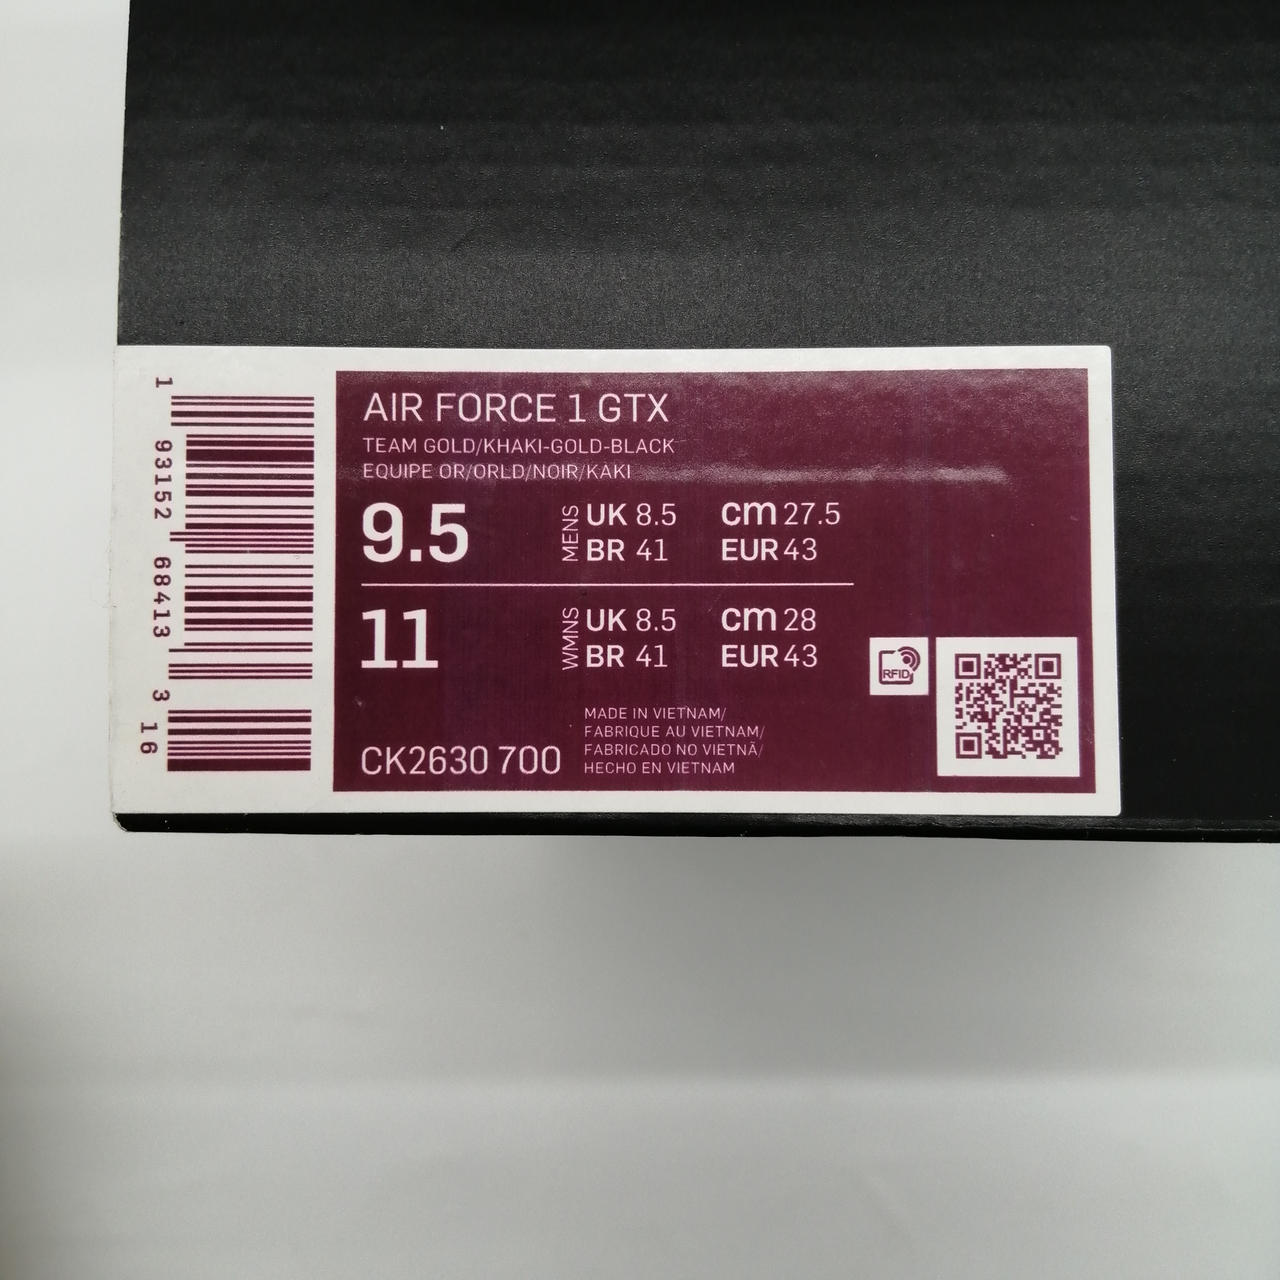 AIR FORCE 1 GTX
TEAM GOLD/KHAKI-GOLD-BLACK
EQUIPE OR/ORLD/NOIR/KAKI
9.5 MENS UK 8.5 cm 27.5
BR 41 EUR 43
11 WMNS UK 8.5 cm 28
BR 41 EUR 43
RFID
MADE IN VIETNAM/
FABRIQUE AU VIETNAM/
FABRICADO NO VIETNÃ/
HECHO EN VIETNAM
CK2630 700
1 93152 68413 3 16